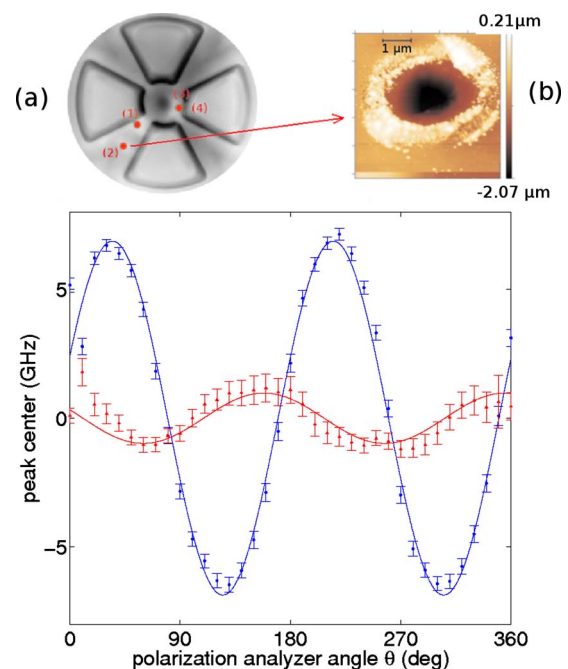 (a)
(1)
(2)
(3)
(4)
0.21µm
1 µm
(b)
-2.07 µm
peak center (GHz)
5
0
−5
0
90
180
270
360
polarization analyzer angle θ (deg)